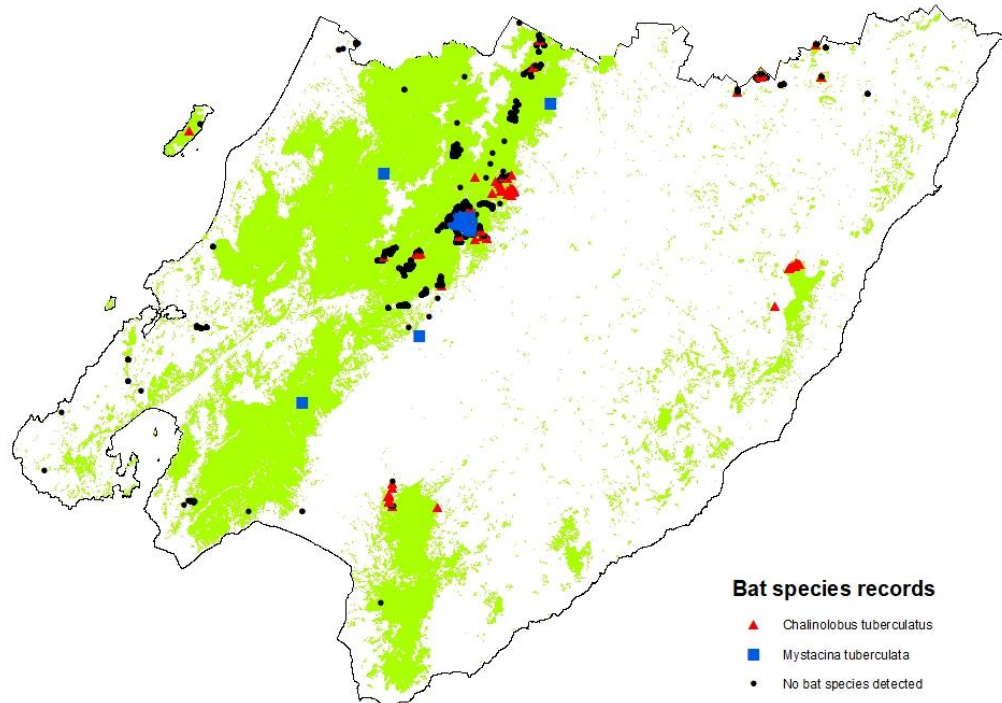 Bat species records
Chalinolobus tuberculatus
Mystacina tuberculata
No bat species detected